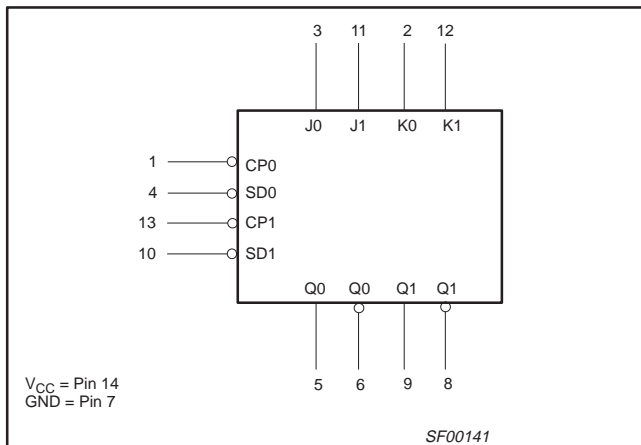 3 11 2 12
J0 J1 K0 K1
1 CP0
4 SD0
13 CP1
10 SD1
Q0 Q0 Q1 Q1
5 6 9 8
VCC = Pin 14
GND = Pin 7
SF00141